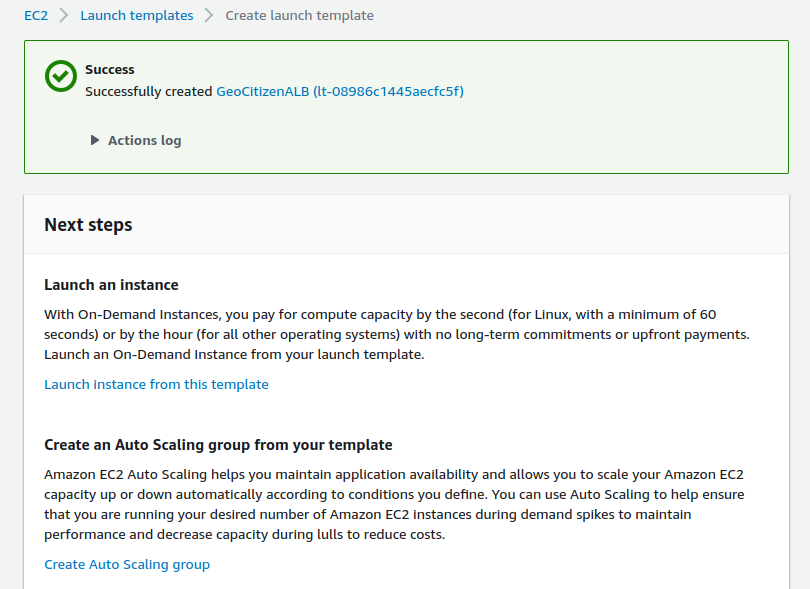 EC2 > Launch templates > Create launch template
Success
Successfully created GeoCitizenALB (lt-08986c1445aecfc5f)
Actions log
Next steps
Launch an instance
With On-Demand Instances, you pay for compute capacity by the second (for Linux, with a minimum of 60
seconds) or by the hour (for all other operating systems) with no long-term commitments or upfront payments.
Launch an On-Demand Instance from your launch template.
Launch instance from this template
Create an Auto Scaling group from your template
Amazon EC2 Auto Scaling helps you maintain application availability and allows you to scale your Amazon EC2
capacity up or down automatically according to conditions you define. You can use Auto Scaling to help ensure
that you are running your desired number of Amazon EC2 instances during demand spikes to maintain
performance and decrease capacity during lulls to reduce costs.
Create Auto Scaling group